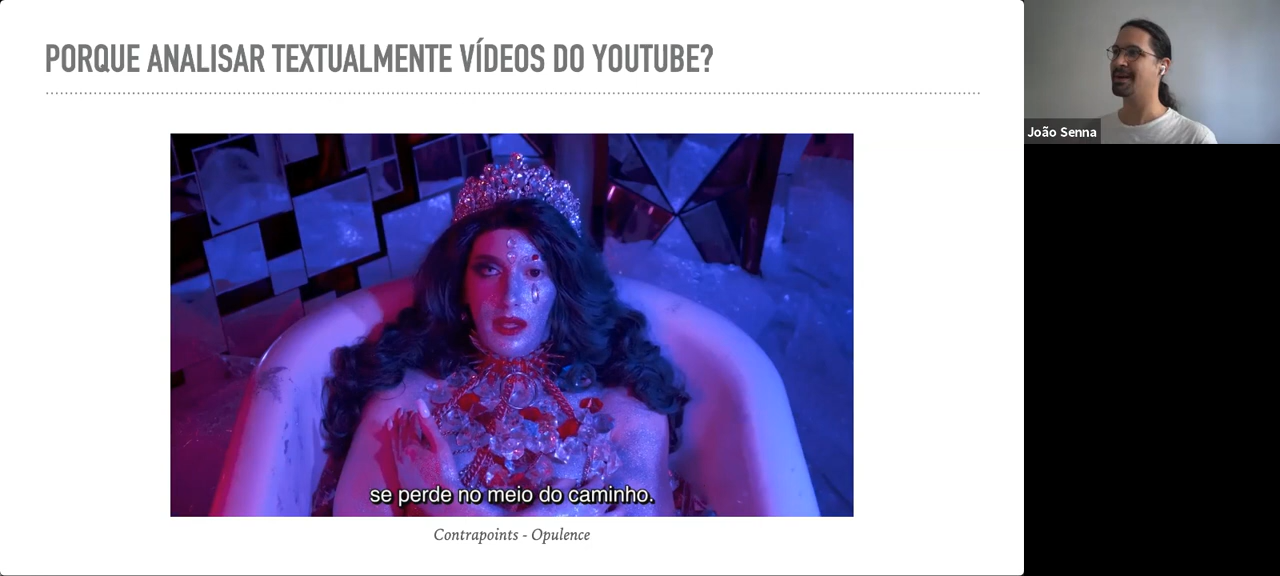 PORQUE ANALISAR TEXTUALMENTE VÍDEOS DO YOUTUBE?
João Senna
se perde no meio do caminho.
Contrapoints - Opulence